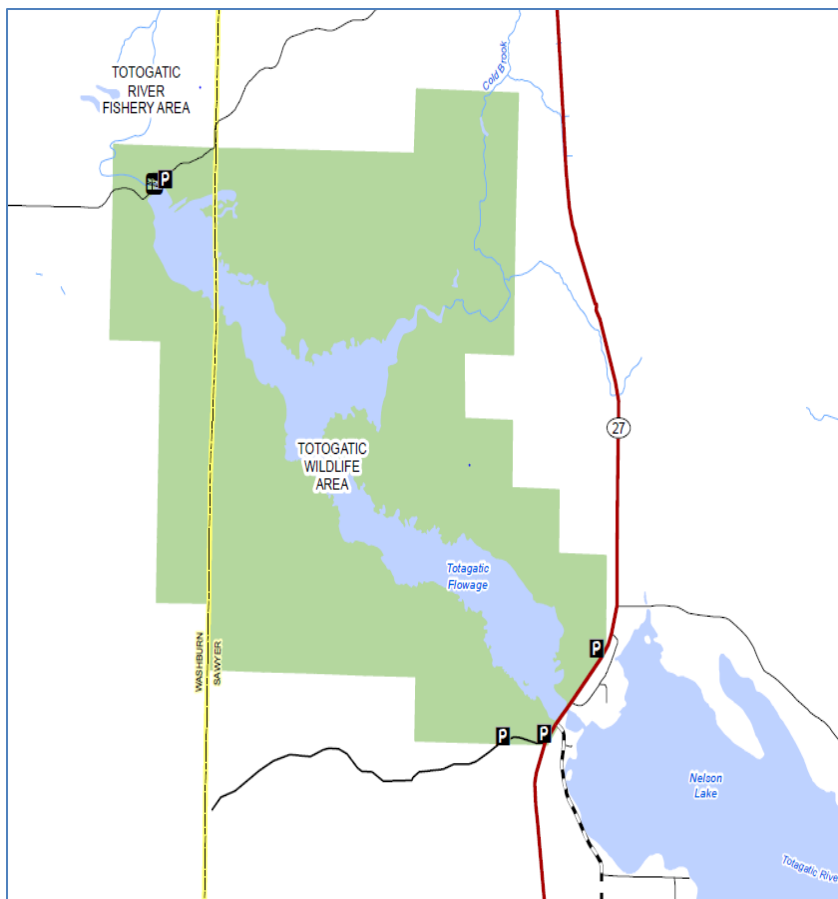 Cold Brook
TOTOGATIC
RIVER
FISHERY AREA
P
27
TOTOGATIC
WILDLIFE
AREA
Totagatic
Flowage
WASHBURN
SAWYER
P
P
P
Nelson
Lake
Totagatic River